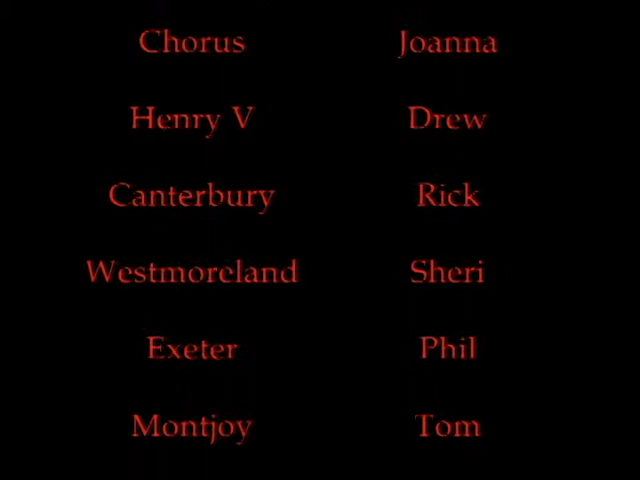 Chorus Joanna
Henry V Drew
Canterbury Rick
Westmoreland Sheri
Exeter Phil
Montjoy Tom